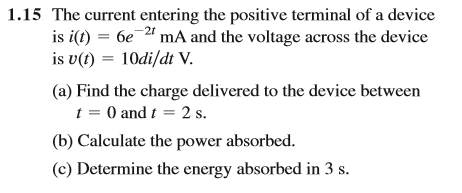 1.15 The current entering the positive terminal of a device
is i(t) = 6e⁻²ᵗ mA and the voltage across the device
is v(t) = 10di/dt V.
(a) Find the charge delivered to the device between
t = 0 and t = 2 s.
(b) Calculate the power absorbed.
(c) Determine the energy absorbed in 3 s.